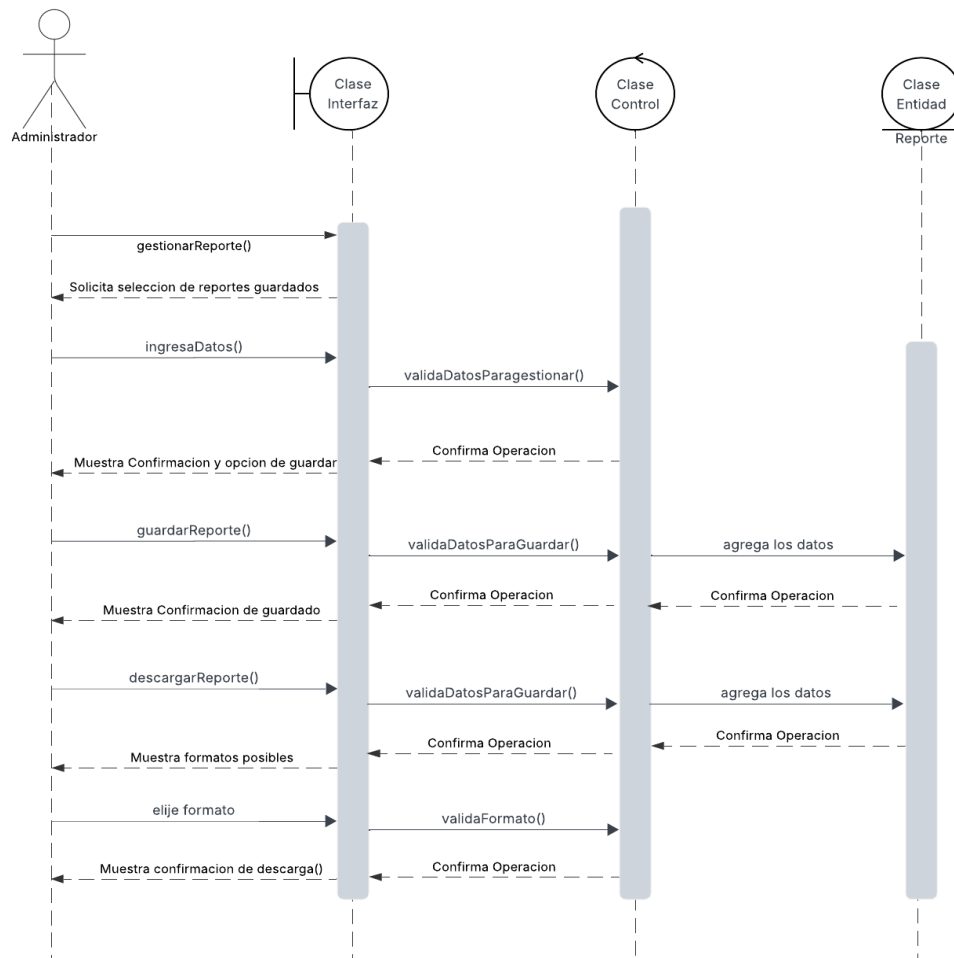 Clase
Interfaz
Clase
Control
Clase
Entidad
Administrador
Reporte
gestionarReporte()
Solicita seleccion de reportes guardados
ingresaDatos()
validaDatosParagestionar()
Confirma Operacion
Muestra Confirmacion y opcion de guardar
guardarReporte()
validaDatosParaGuardar()
agrega los datos
Confirma Operacion
Confirma Operacion
Muestra Confirmacion de guardado
descargarReporte()
validaDatosParaGuardar()
agrega los datos
Confirma Operacion
Confirma Operacion
Muestra formatos posibles
elije formato
validaFormato()
Confirma Operacion
Muestra confirmacion de descarga()